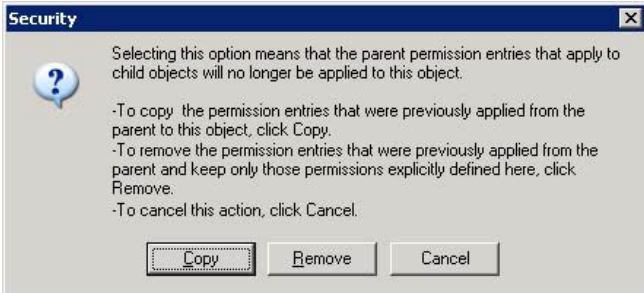 Security
Selecting this option means that the parent permission entries that apply to
child objects will no longer be applied to this object.
-To copy  the permission entries that were previously applied from the
parent to this object, click Copy.
-To remove the permission entries that were previously applied from the
parent and keep only those permissions explicitly defined here, click
Remove.
-To cancel this action, click Cancel.
Copy Remove Cancel